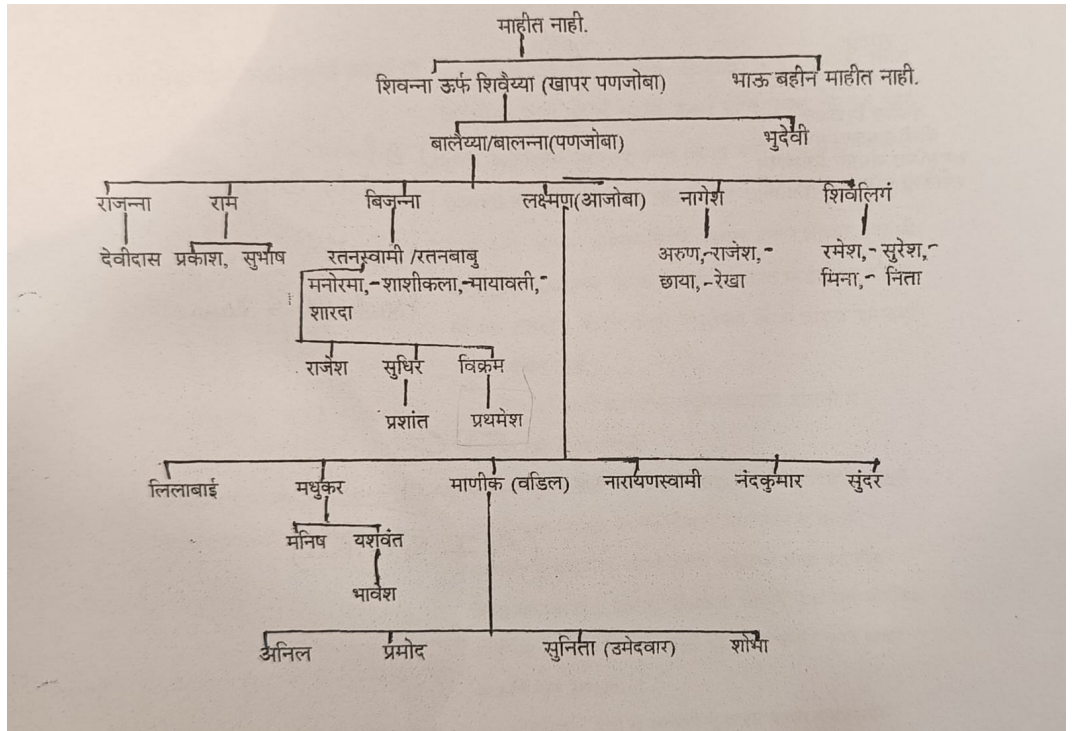 माहीत नाही.
शिवन्ना ऊर्फ शिवैय्या (खापर पणजोबा) भाऊ बहीन माहीत नाही.
बालैय्या/बालन्ना(पणजोबा) भुदेवी
राजन्ना राम बिजन्ना लक्ष्मण(आजोबा) नागेश शिवलिगं
देवीदास प्रकाश, सुभाष रतनस्वामी /रतनबाबु अरुण,-राजेश,- रमेश,- सुरेश,-
मनोरमा,-शाशीकला,-मायावती,- छाया,-रेखा मिना,- निता
शारदा
राजेश सुधिर विक्रम
प्रशांत प्रथमेश
लिलाबाई मधुकर माणीक (वडिल) नारायणस्वामी नंदकुमार सुंदर
मनिष यशवंत
भावेश
अनिल प्रमोद सुनिता (उमेदवार) शोभा